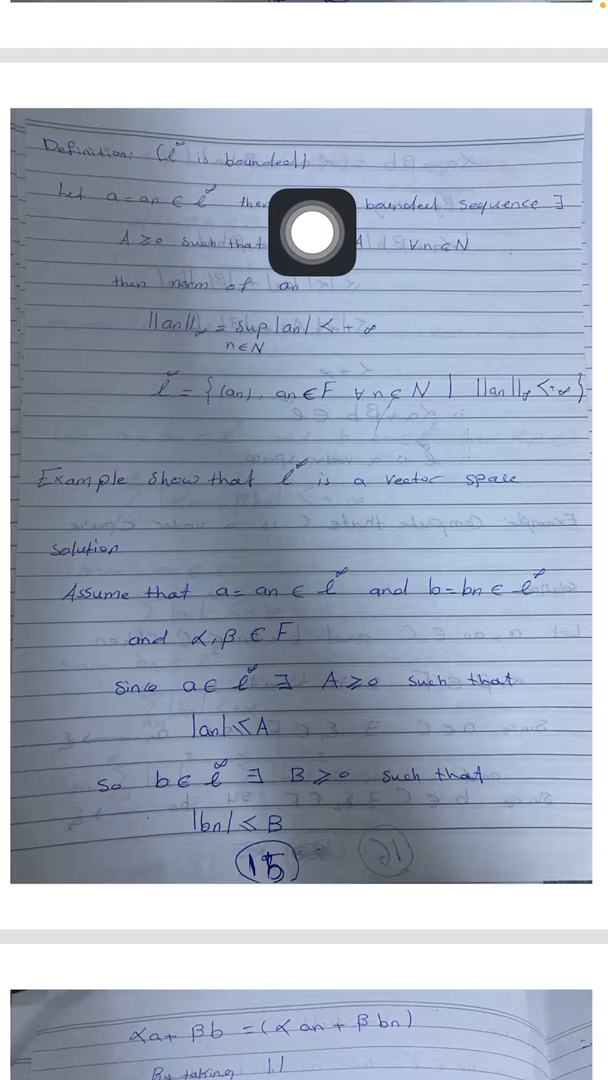 Definition: (ℓ^∞ is bounded)
Let a = an ∈ ℓ^∞ then bounded sequence ∃
A ≥ 0 such that A ∀ n ∈ N
then norm of an
||an||_∞ = sup |an| < + ∞
n ∈ N
ℓ^∞ = {(an), an ∈ F ∀ n ∈ N | ||an||_∞ < +∞}
Example Show that ℓ^∞ is a vector space
solution
Assume that a = an ∈ ℓ^∞ and b = bn ∈ ℓ^∞
and α, β ∈ F
Since a ∈ ℓ^∞ ∃ A ≥ 0 such that
|an| ≤ A
So b ∈ ℓ^∞ ∃ B ≥ 0 such that
|bn| ≤ B
15
αa + βb = (α an + β bn)
By taking |.|